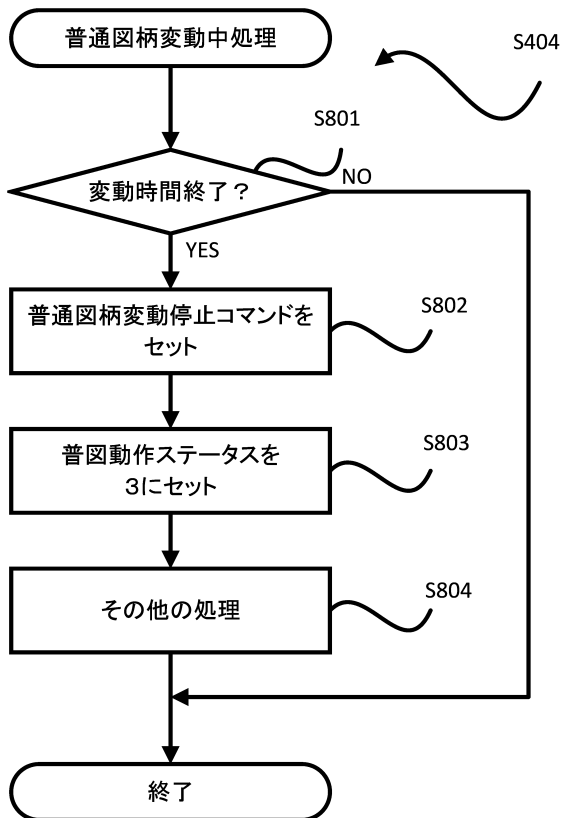 普通図柄変動中処理
S404
S801
変動時間終了？
NO
YES
普通図柄変動停止コマンドを
セット
S802
普図動作ステータスを
３にセット
S803
その他の処理
S804
終了